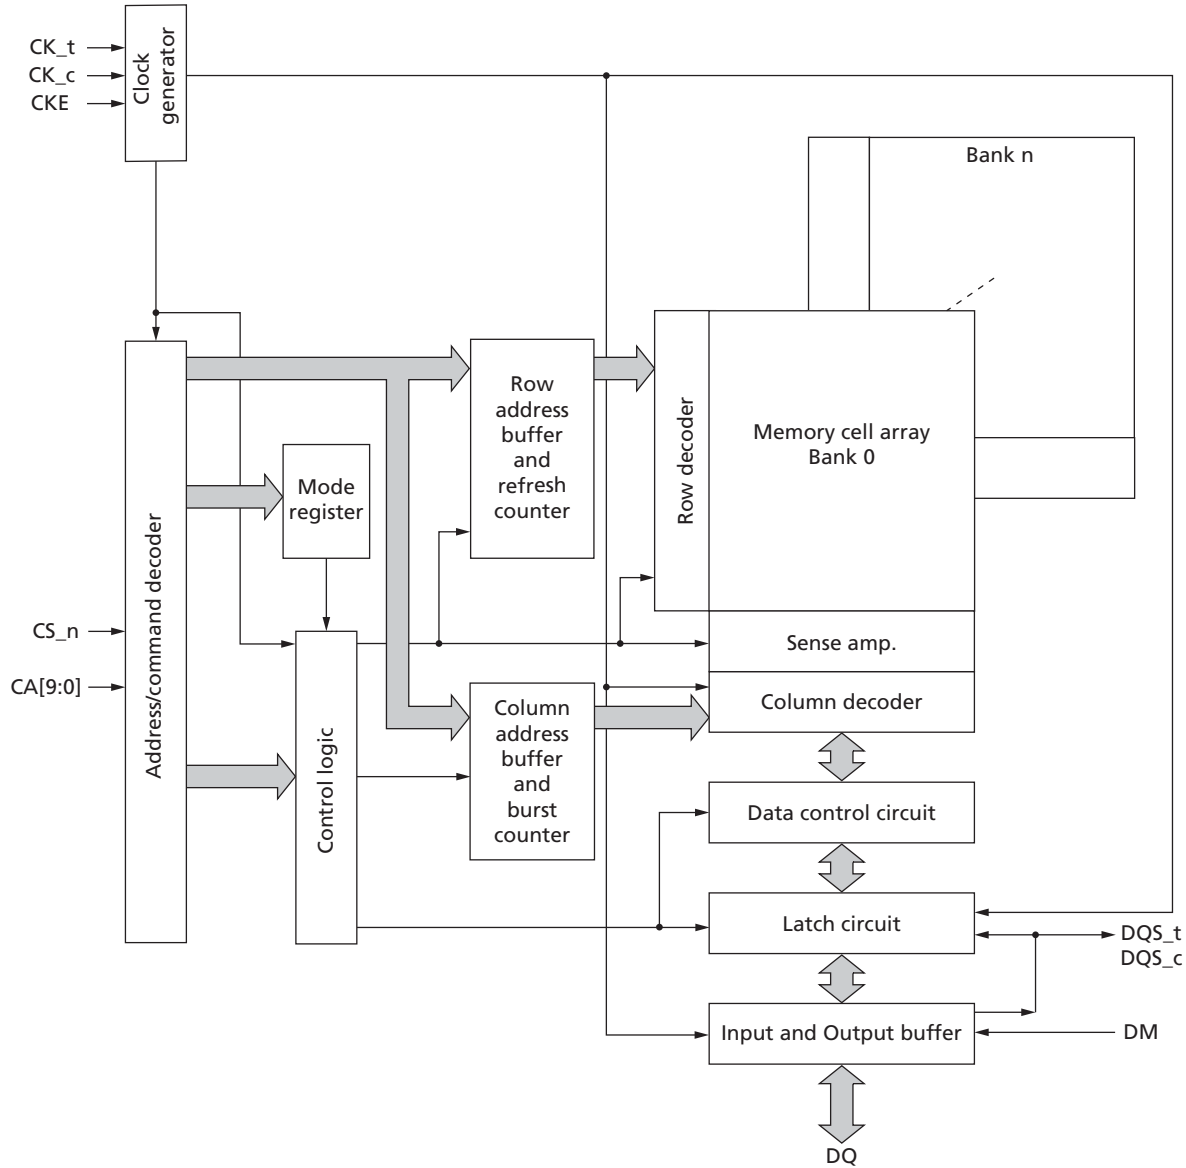 CK_t
CK_c
CKE
Clock
generator
Bank n
Row
address
buffer
and
refresh
counter
Row decoder
Memory cell array
Bank 0
Mode
register
Address/command decoder
CS_n
CA[9:0]
Control logic
Sense amp.
Column decoder
Column
address
buffer
and
burst
counter
Data control circuit
Latch circuit
DQS_t
DQS_c
Input and Output buffer
DM
DQ